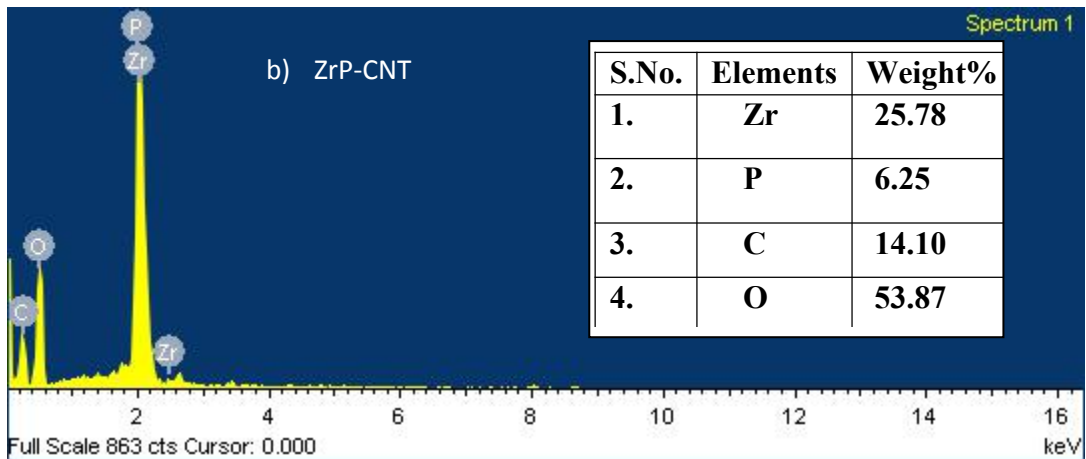 Spectrum 1
b) ZrP-CNT
P
Zr
O
C
Zr
S.No. Elements Weight%
1. Zr 25.78
2. P 6.25
3. C 14.10
4. O 53.87
2 4 6 8 10 12 14 16
Full Scale 863 cts Cursor: 0.000 keV